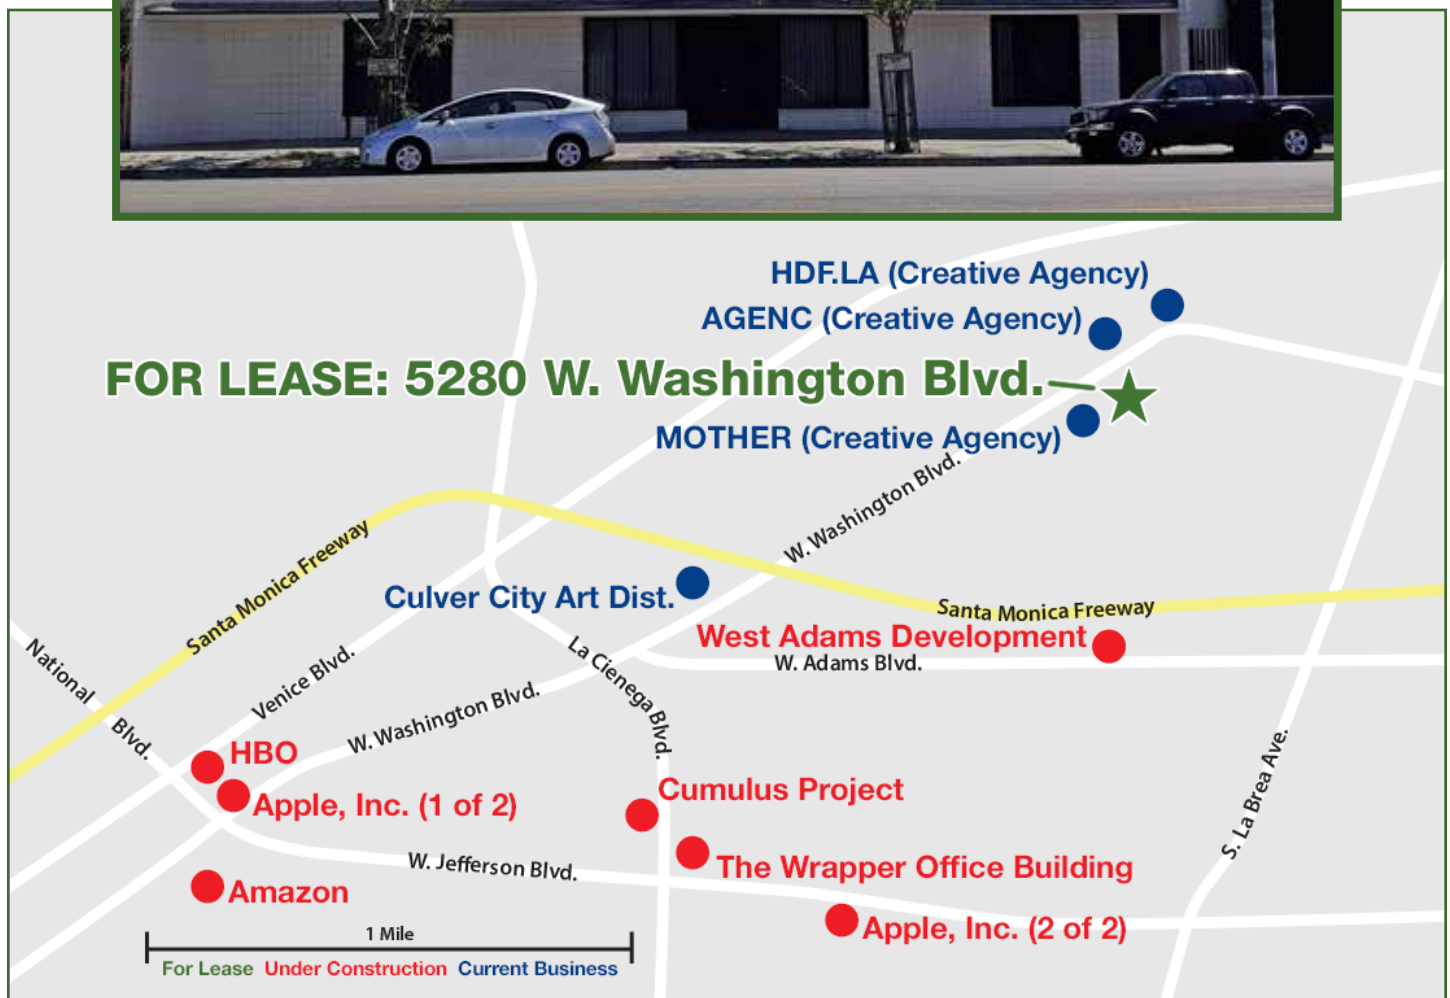 HDF.LA (Creative Agency)
AGENC (Creative Agency)
FOR LEASE: 5280 W. Washington Blvd.
MOTHER (Creative Agency)
W. Washington Blvd.
Santa Monica Freeway
Culver City Art Dist.
Santa Monica Freeway
West Adams Development
W. Adams Blvd.
National Blvd.
Venice Blvd.
La Cienega Blvd.
W. Washington Blvd.
HBO
Apple, Inc. (1 of 2)
Cumulus Project
S. La Brea Ave.
W. Jefferson Blvd.
The Wrapper Office Building
Amazon
Apple, Inc. (2 of 2)
1 Mile
For Lease Under Construction Current Business